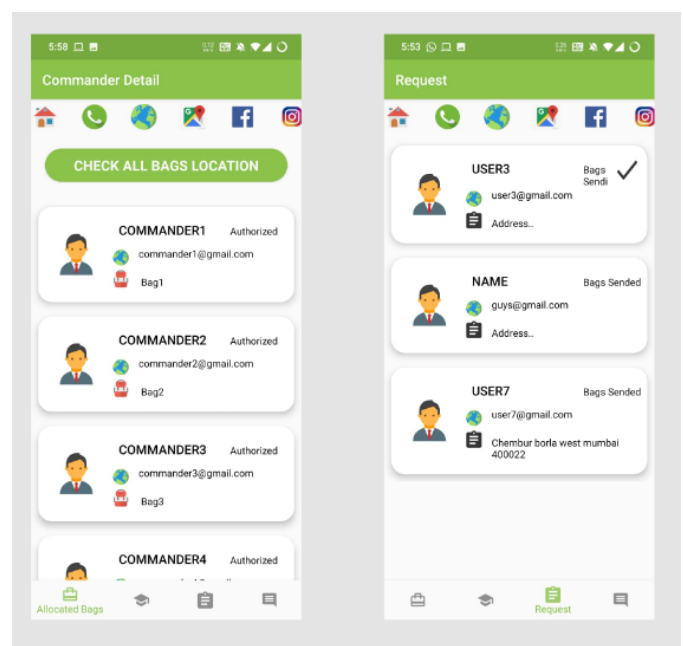 5:58
Commander Detail
CHECK ALL BAGS LOCATION
COMMANDER1 Authorized
commander1@gmail.com
Bag1
COMMANDER2 Authorized
commander2@gmail.com
Bag2
COMMANDER3 Authorized
commander3@gmail.com
Bag3
COMMANDER4 Authorized
Allocated Bags
5:53
Request
USER3 Bags
Sendi
user3@gmail.com
Address..
NAME Bags Sended
guys@gmail.com
Address..
USER7 Bags Sended
user7@gmail.com
Chembur borla west mumbai
400022
Request